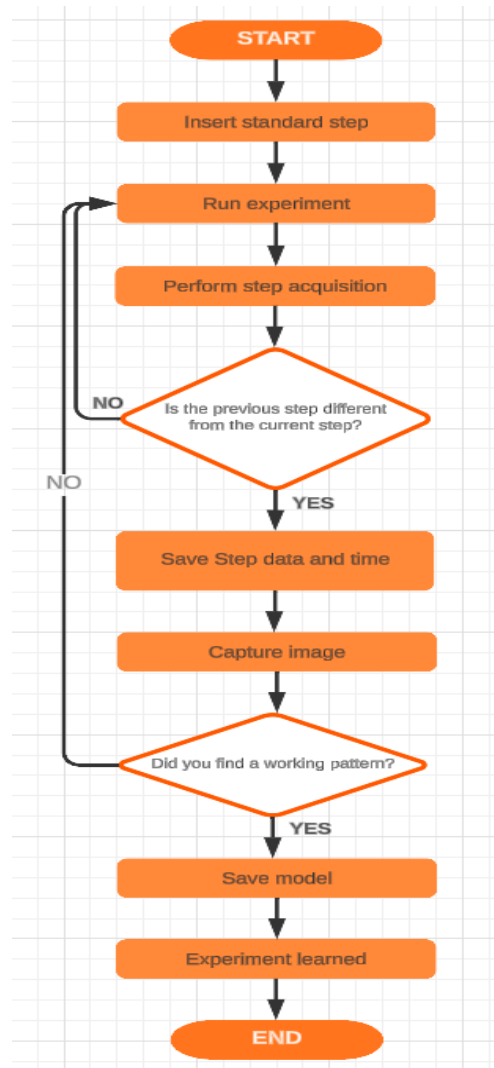 START
Insert standard step
Run experiment
Perform step acquisition
NO
Is the previous step different
from the current step?
NO
YES
Save Step data and time
Capture image
Did you find a working pattern?
YES
Save model
Experiment learned
END